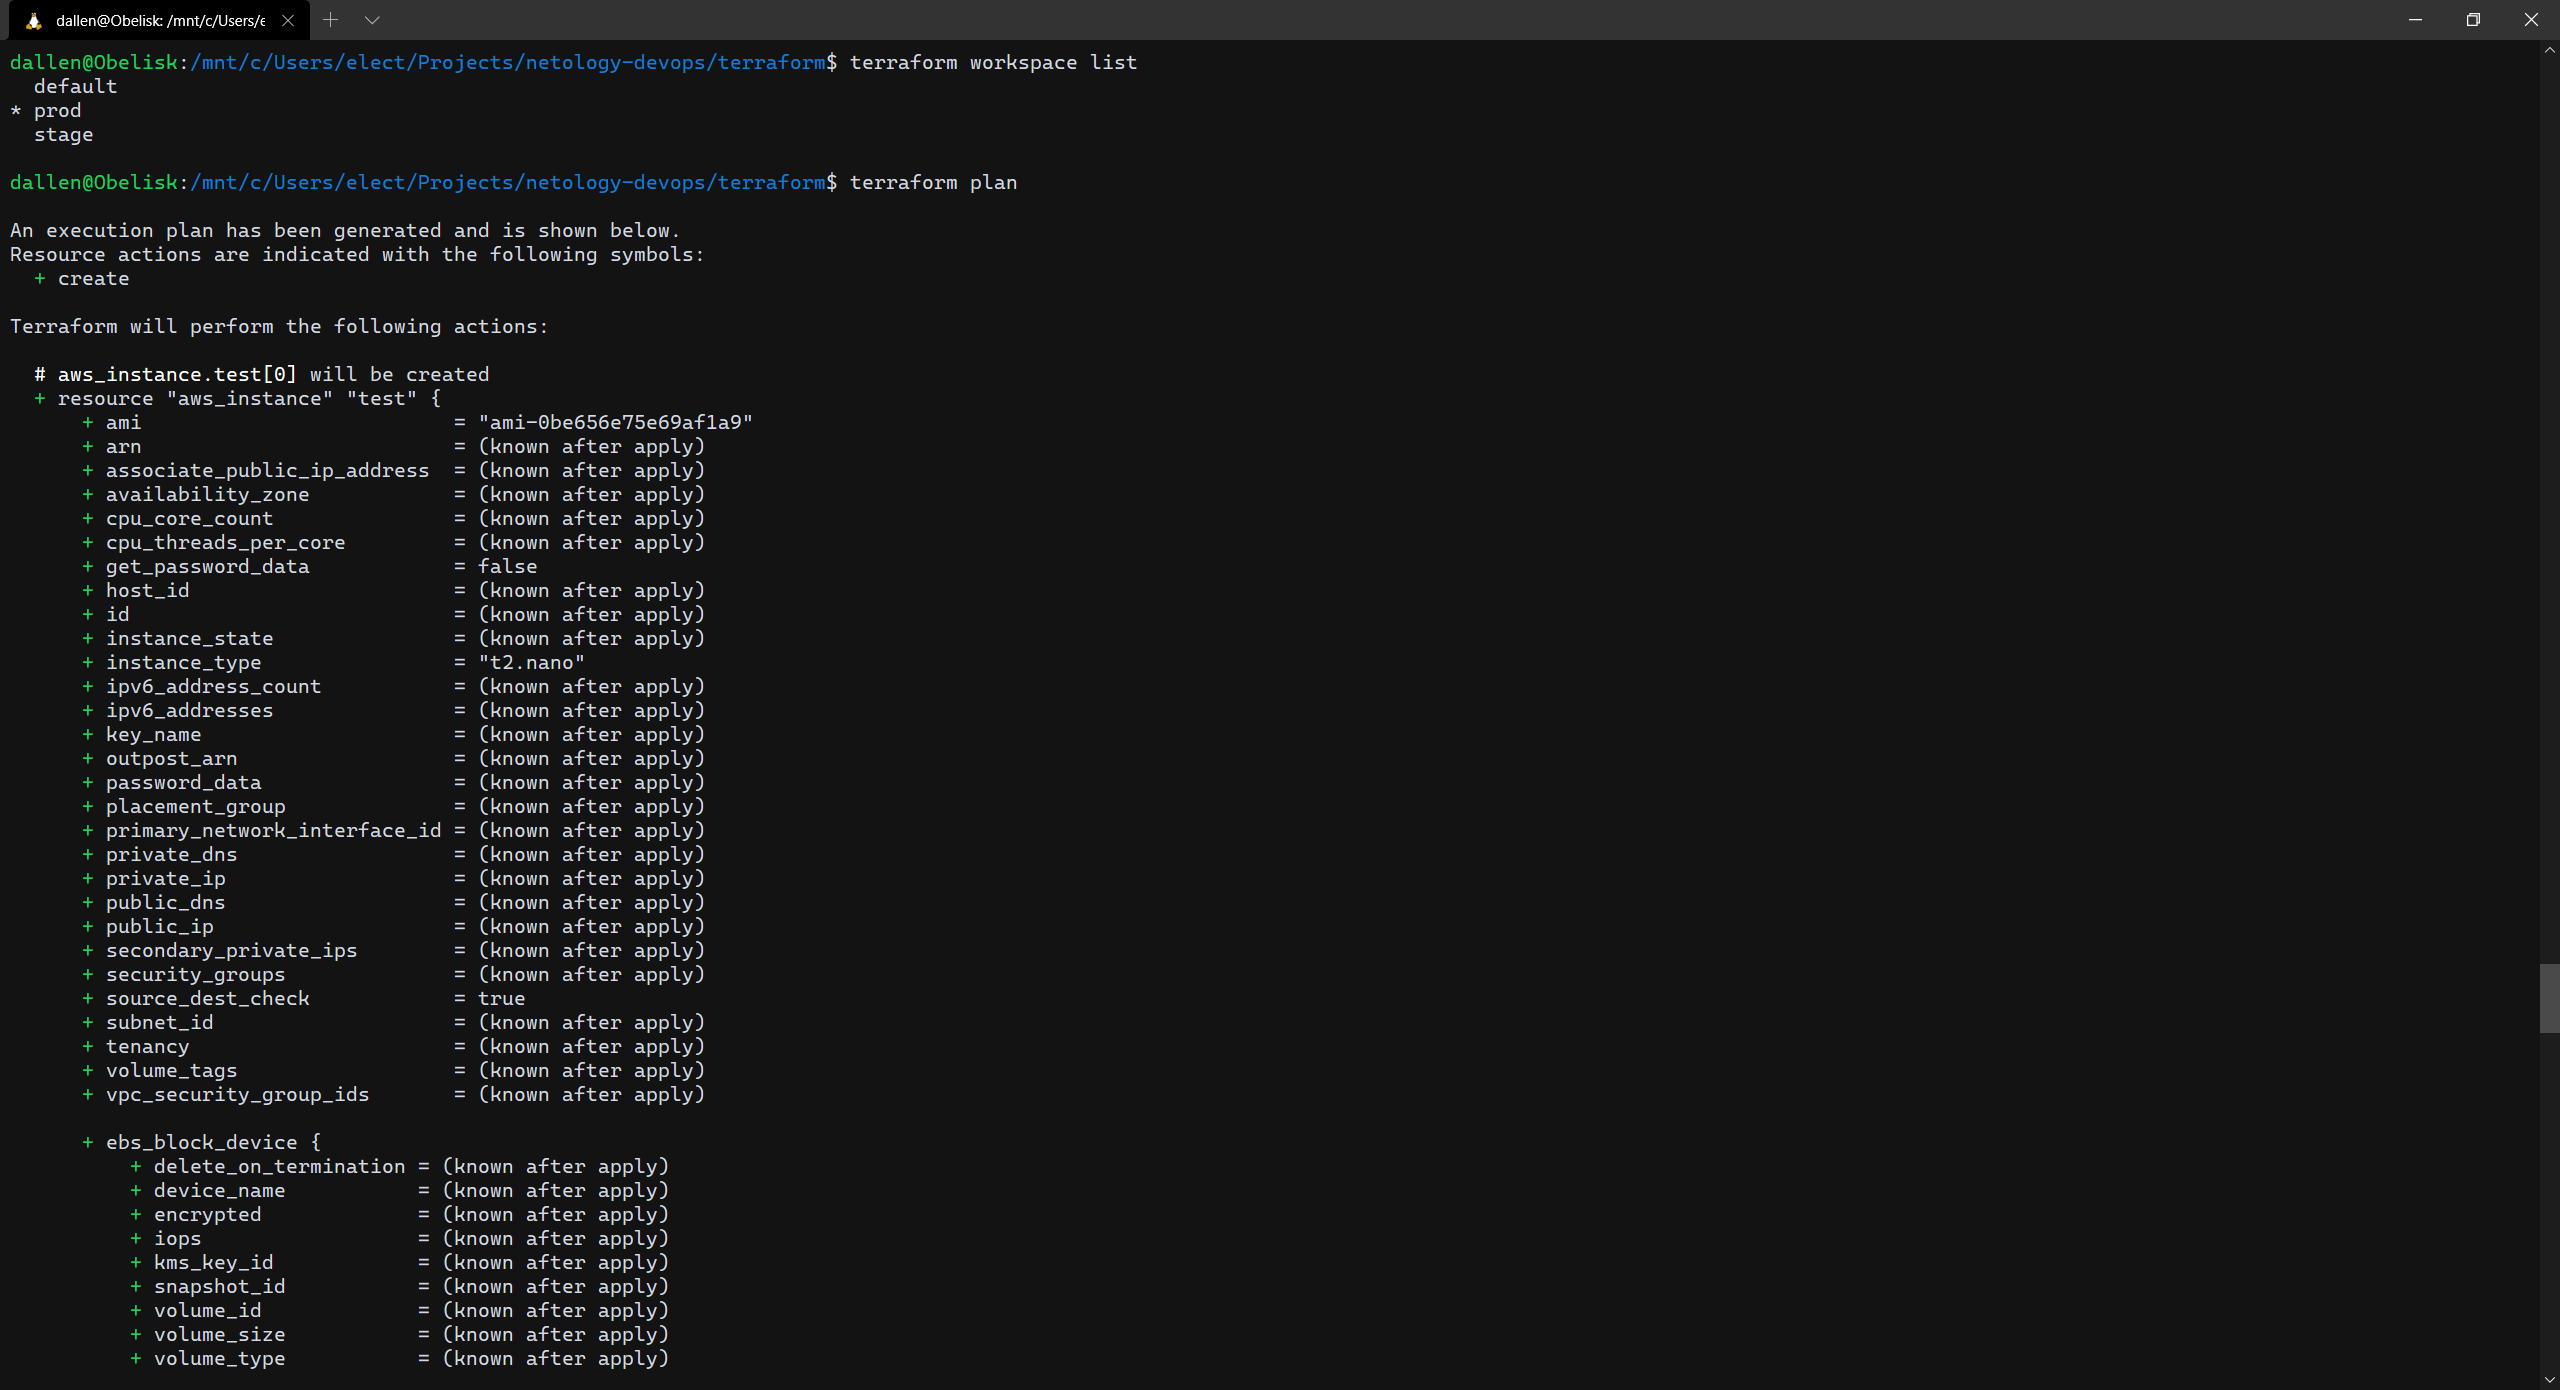 dallen@Obelisk: /mnt/c/Users/e
dallen@Obelisk:/mnt/c/Users/elect/Projects/netology-devops/terraform$ terraform workspace list
  default
* prod
  stage
dallen@Obelisk:/mnt/c/Users/elect/Projects/netology-devops/terraform$ terraform plan
An execution plan has been generated and is shown below.
Resource actions are indicated with the following symbols:
  + create
Terraform will perform the following actions:
  # aws_instance.test[0] will be created
  + resource "aws_instance" "test" {
      + ami                          = "ami-0be656e75e69af1a9"
      + arn                          = (known after apply)
      + associate_public_ip_address  = (known after apply)
      + availability_zone            = (known after apply)
      + cpu_core_count               = (known after apply)
      + cpu_threads_per_core         = (known after apply)
      + get_password_data            = false
      + host_id                      = (known after apply)
      + id                           = (known after apply)
      + instance_state               = (known after apply)
      + instance_type                = "t2.nano"
      + ipv6_address_count           = (known after apply)
      + ipv6_addresses               = (known after apply)
      + key_name                     = (known after apply)
      + outpost_arn                  = (known after apply)
      + password_data                = (known after apply)
      + placement_group              = (known after apply)
      + primary_network_interface_id = (known after apply)
      + private_dns                  = (known after apply)
      + private_ip                   = (known after apply)
      + public_dns                   = (known after apply)
      + public_ip                    = (known after apply)
      + secondary_private_ips        = (known after apply)
      + security_groups              = (known after apply)
      + source_dest_check            = true
      + subnet_id                    = (known after apply)
      + tenancy                      = (known after apply)
      + volume_tags                  = (known after apply)
      + vpc_security_group_ids       = (known after apply)
      + ebs_block_device {
          + delete_on_termination = (known after apply)
          + device_name           = (known after apply)
          + encrypted             = (known after apply)
          + iops                  = (known after apply)
          + kms_key_id            = (known after apply)
          + snapshot_id           = (known after apply)
          + volume_id             = (known after apply)
          + volume_size           = (known after apply)
          + volume_type           = (known after apply)